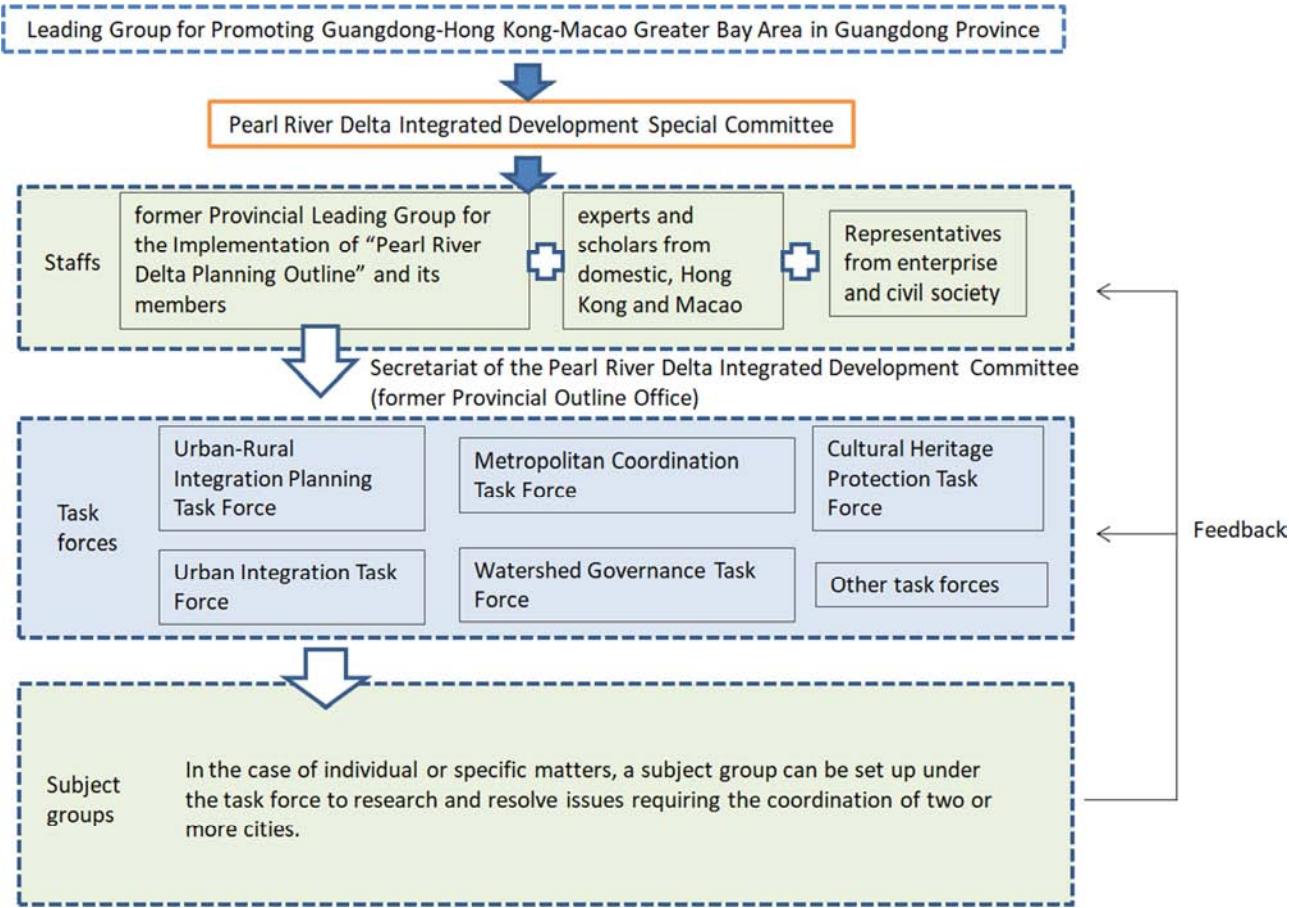 Leading Group for Promoting Guangdong-Hong Kong-Macao Greater Bay Area in Guangdong Province
Pearl River Delta Integrated Development Special Committee
Staffs
former Provincial Leading Group for
the Implementation of “Pearl River
Delta Planning Outline” and its
members
experts and
scholars from
domestic, Hong
Kong and Macao
Representatives
from enterprise
and civil society
Secretariat of the Pearl River Delta Integrated Development Committee
(former Provincial Outline Office)
Task
forces
Urban-Rural
Integration Planning
Task Force
Metropolitan Coordination
Task Force
Cultural Heritage
Protection Task
Force
Urban Integration Task
Force
Watershed Governance Task
Force
Other task forces
Feedback
Subject
groups
In the case of individual or specific matters, a subject group can be set up under
the task force to research and resolve issues requiring the coordination of two or
more cities.